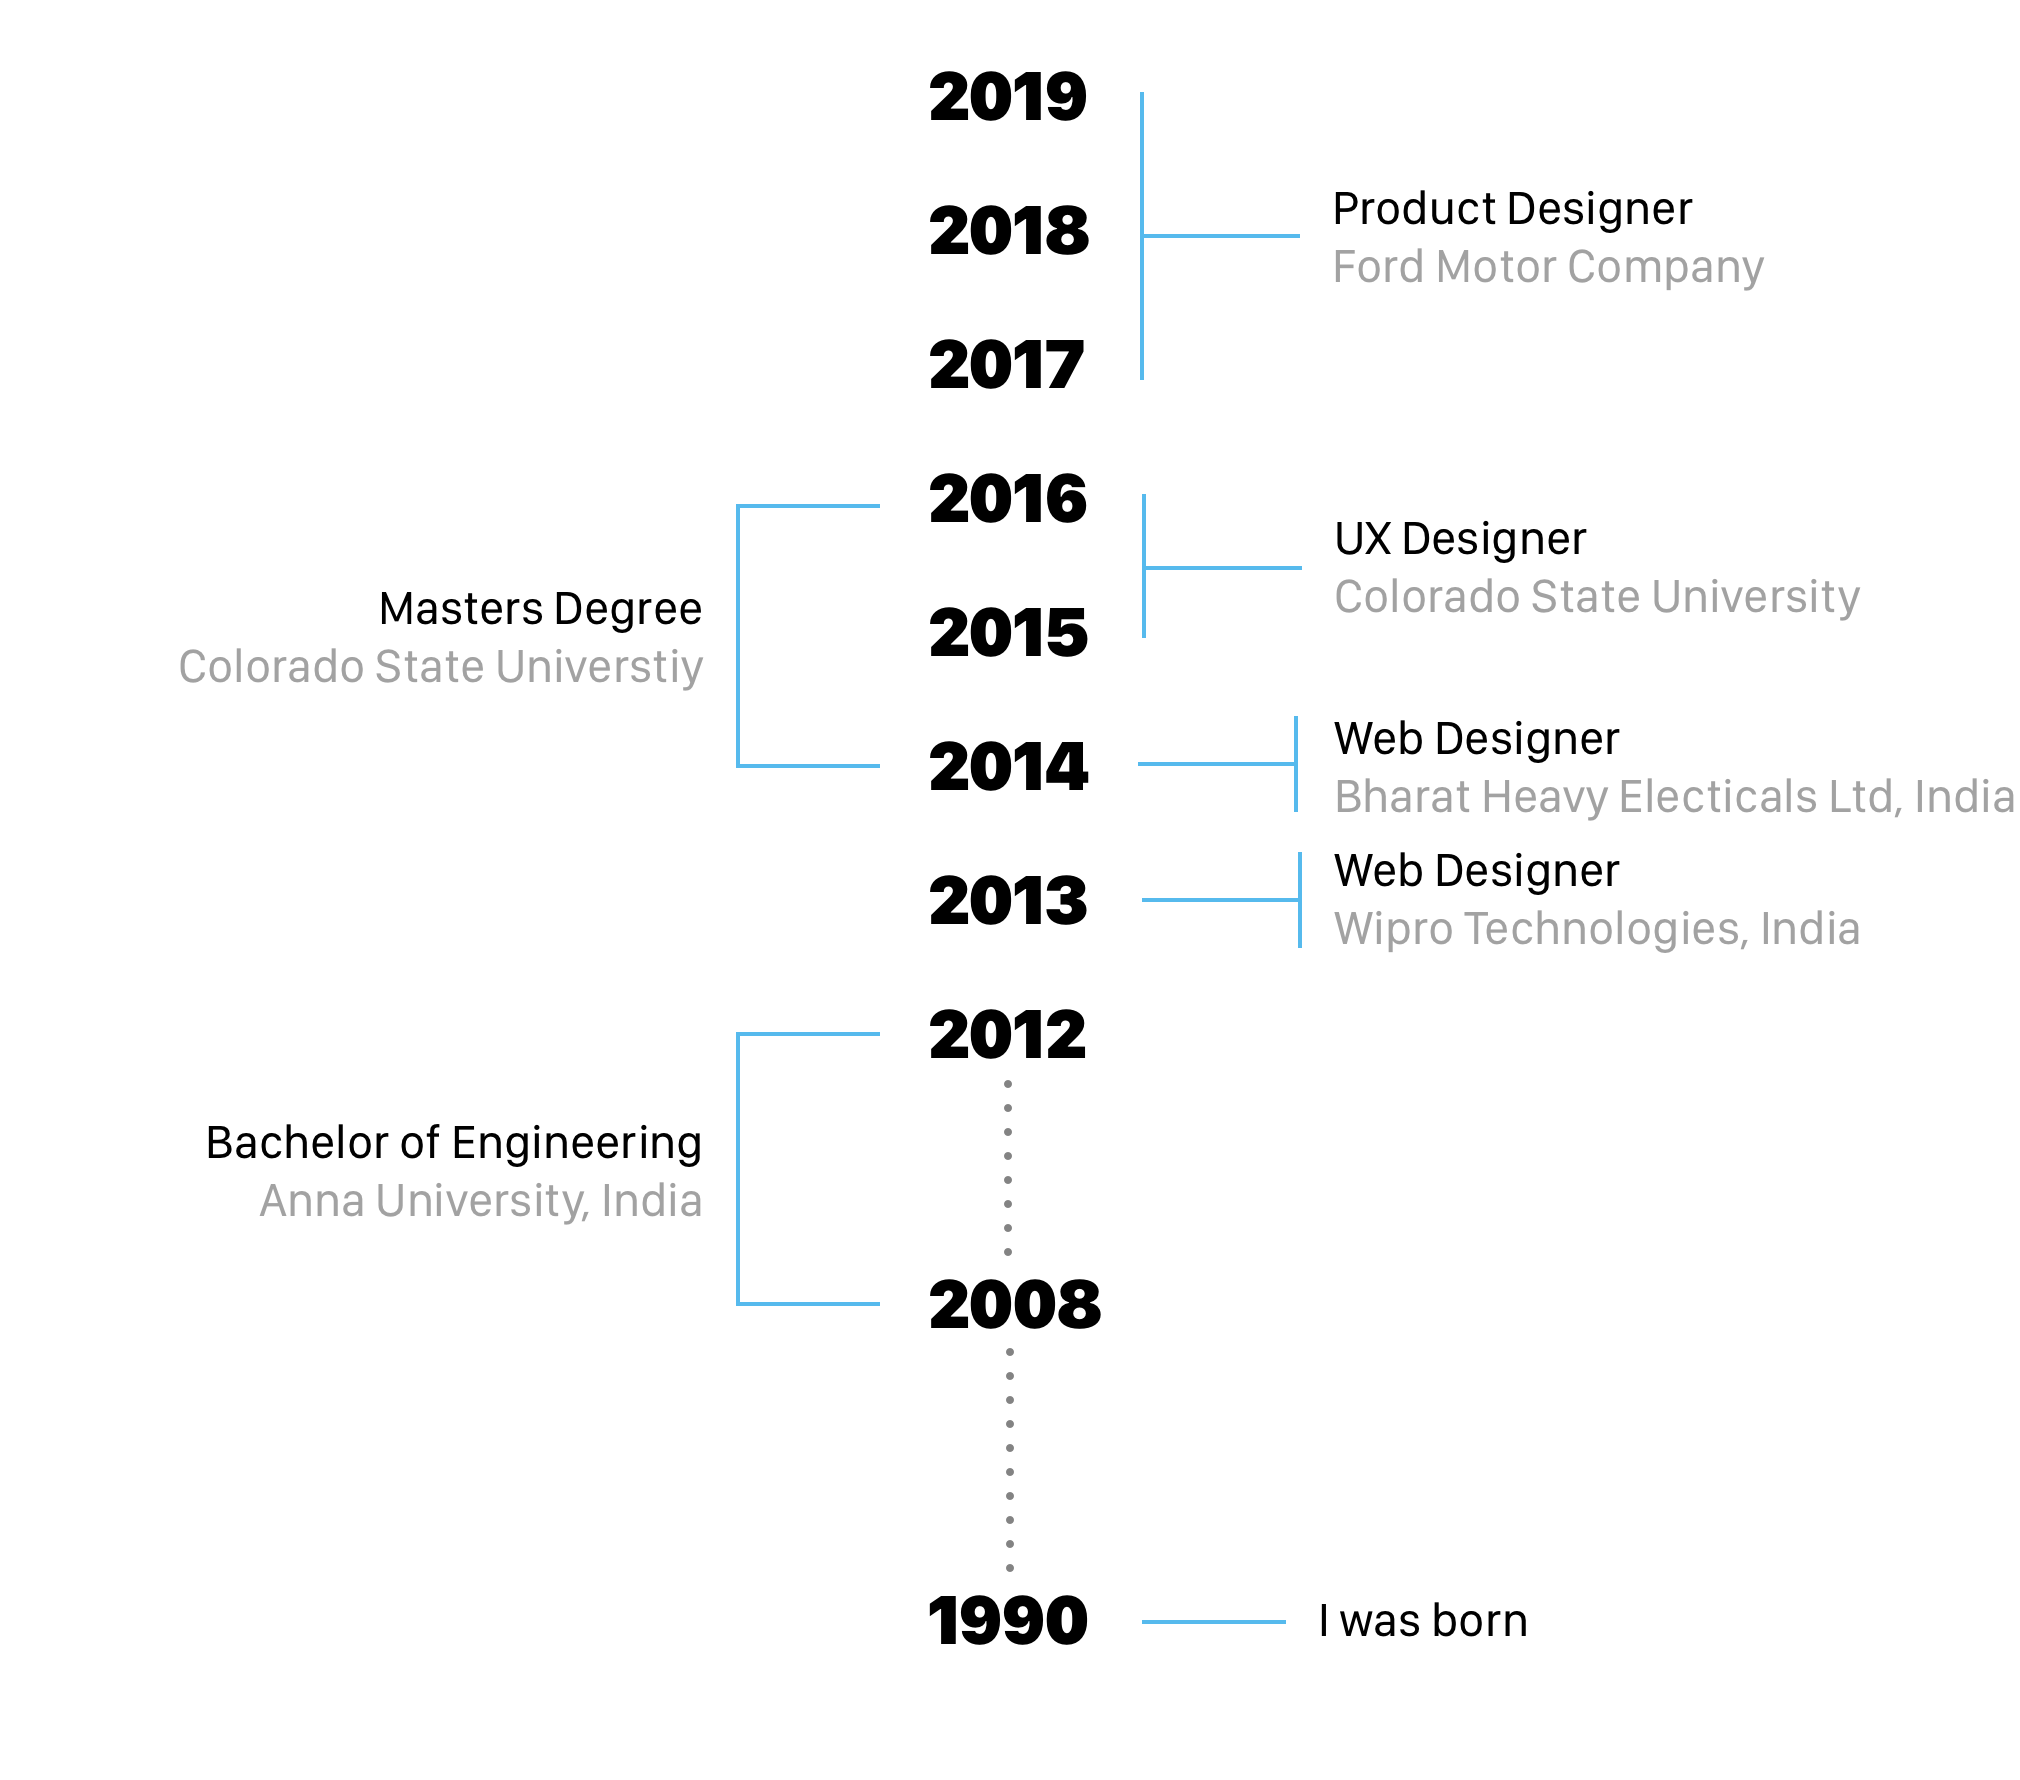 2019
2018
Product Designer
Ford Motor Company
2017
2016
UX Designer
Colorado State University
Masters Degree
Colorado State Universtiy
2015
2014
Web Designer
Bharat Heavy Electicals Ltd, India
2013
Web Designer
Wipro Technologies, India
2012
Bachelor of Engineering
Anna University, India
2008
1990
I was born